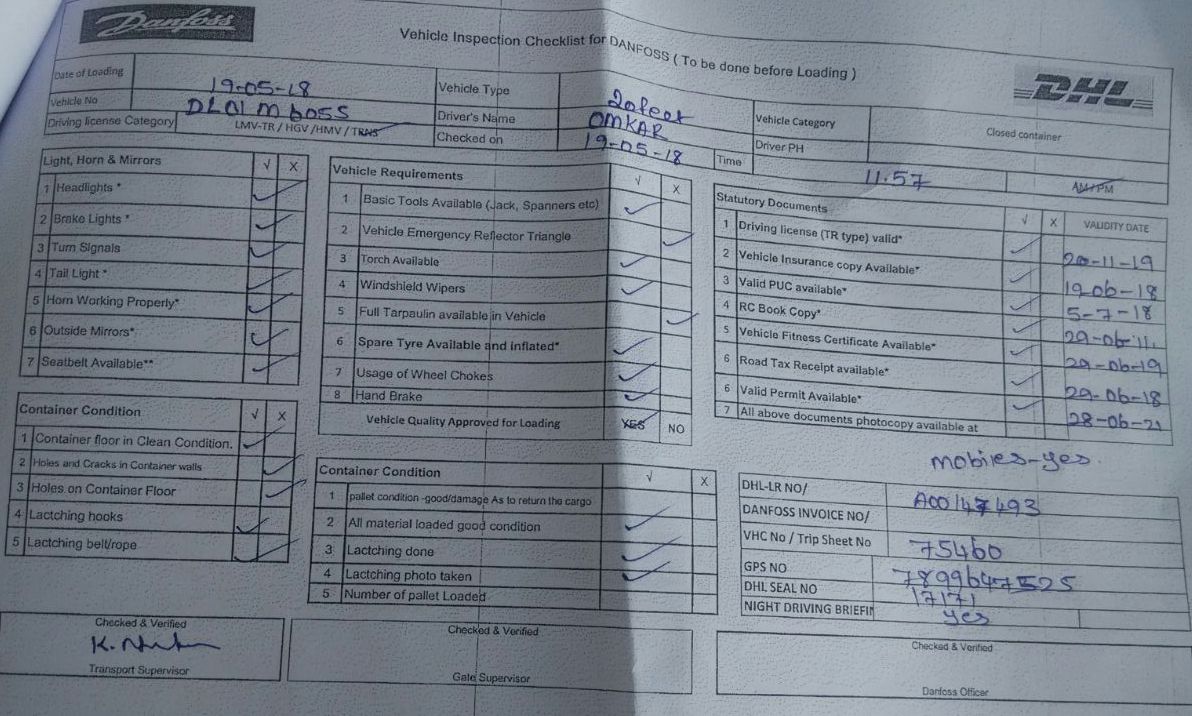 Danfoss
Vehicle Inspection Checklist for DANFOSS ( To be done before Loading )
DHL
Date of Loading 19-05-18 Vehicle Type 20feet Vehicle Category Closed container
Vehicle No DL01M6055 Driver's Name OMKAR Driver PH
Driving license Category LMV-TR / HGV /HMV / TRNS Checked on 19-05-18 Time 11.57 AM/PM
Light, Horn & Mirrors √ X
1 Headlights *
2 Brake Lights *
3 Turn Signals
4 Tail Light *
5 Horn Working Properly*
6 Outside Mirrors*
7 Seatbelt Available**
Container Condition √ X
1 Container floor in Clean Condition.
2 Holes and Cracks in Container walls
3 Holes on Container Floor
4 Lactching hooks
5 Lactching belt/rope
Vehicle Requirements √ X
1 Basic Tools Available (Jack, Spanners etc)
2 Vehicle Emergency Reflector Triangle
3 Torch Available
4 Windshield Wipers
5 Full Tarpaulin available in Vehicle
6 Spare Tyre Available and inflated*
7 Usage of Wheel Chokes
8 Hand Brake
Vehicle Quality Approved for Loading YES NO
Container Condition √ X
1 pallet condition -good/damage As to return the cargo
2 All material loaded good condition
3 Lactching done
4 Lactching photo taken
5 Number of pallet Loaded
Statutory Documents √ X VALIDITY DATE
1 Driving license (TR type) valid* 20-11-19
2 Vehicle Insurance copy Available* 19.06-18
3 Valid PUC available* 5-7-18
4 RC Book Copy* 29-06-11.
5 Vehicle Fitness Certificate Available* 29-06-19
6 Road Tax Receipt available* 29-06-18
6 Valid Permit Available* 28-06-21
7 All above documents photocopy available at
mobiles-yes.
DHL-LR NO/ A00147493
DANFOSS INVOICE NO/
VHC No / Trip Sheet No 75460
GPS NO 7899647525
DHL SEAL NO 17171
NIGHT DRIVING BRIEFIN yes
Checked & Verified
Transport Supervisor
Checked & Verified
Gate Supervisor
Checked & Verified
Danfoss Officer